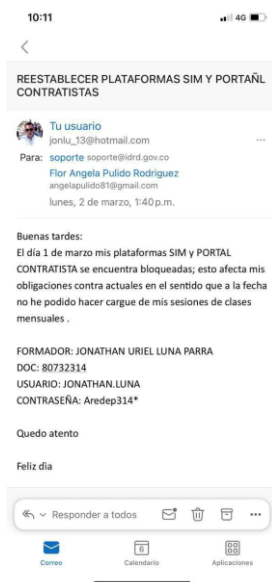 10:11
4G
REESTABLECER PLATAFORMAS SIM Y PORTAÑL
CONTRATISTAS
Tu usuario
jonlu_13@hotmail.com
Para: soporte soporte@idrd.gov.co
Flor Angela Pulido Rodriguez
angelapulido81@gmail.com
lunes, 2 de marzo, 1:40 p.m.
Buenas tardes:
El día 1 de marzo mis plataformas SIM y PORTAL
CONTRATISTA se encuentra bloqueadas; esto afecta mis
obligaciones contra actuales en el sentido que a la fecha
no he podido hacer cargue de mis sesiones de clases
mensuales .
FORMADOR: JONATHAN URIEL LUNA PARRA
DOC: 80732314
USUARIO: JONATHAN.LUNA
CONTRASEÑA: Aredep314*
Quedo atento
Feliz dia
Responder a todos
Correo
6
Calendario
Aplicaciones